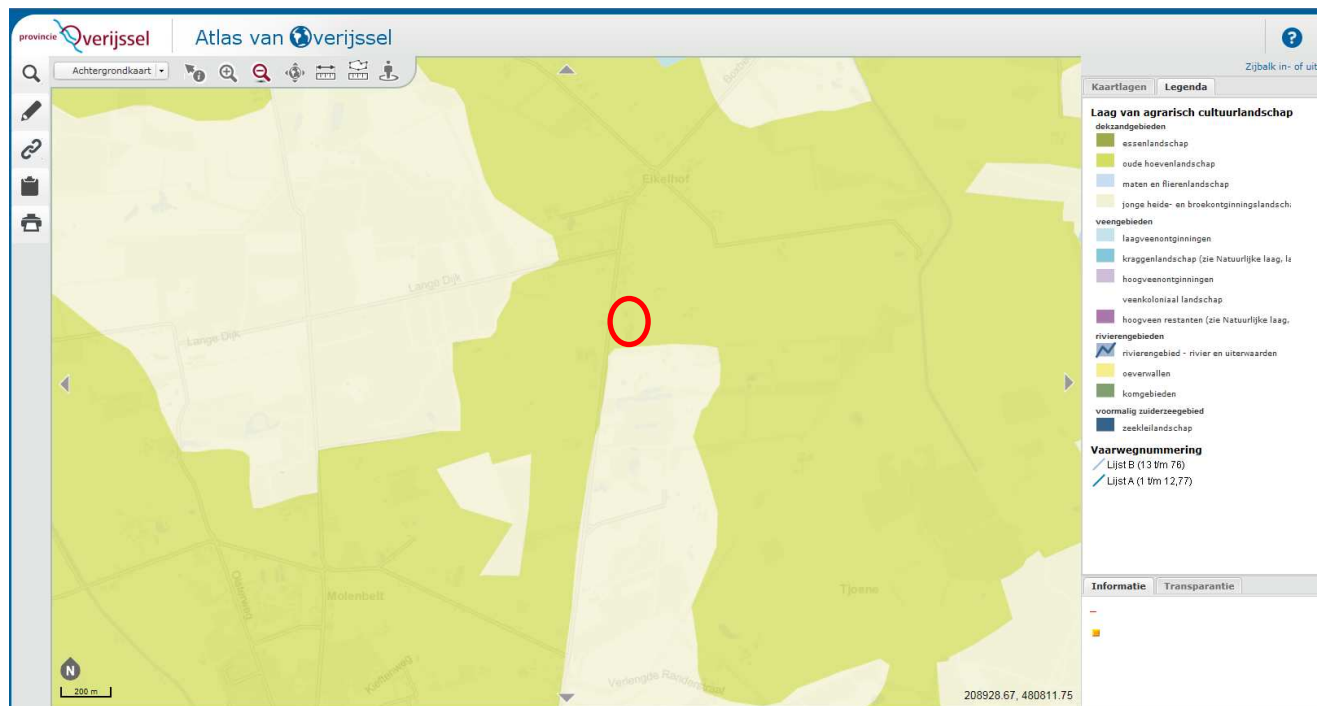 provincie Overijssel
Atlas van Overijssel
?
Zijbalk in- of uit
Achtergrondkaart
Kaartlagen
Legenda
Laag van agrarisch cultuurlandschap
dekzandgebieden
essenlandschap
oude hoevenlandschap
maten en flierenlandschap
jonge heide- en broekontginningslandsch
veengebieden
laagveenontginningen
kraggenlandschap (zie Natuurlijke laag, la
hoogveenontginningen
veenkoloniaal landschap
hoogveen restanten (zie Natuurlijke laag,
rivierengebieden
rivierengebied - rivier en uiterwaarden
oeverwallen
komgebieden
voormalig zuiderzeegebied
zeekleilandschap
Vaarwegnummering
Lijst B (13 t/m 76)
Lijst A (1 t/m 12,77)
Informatie
Transparantie
Eikelhof
Lange Dijk
Lange Dijk
Molenbelt
Oosterweg
Tjoene
Kletterweg
Verlengde Randerstraat
N
200 m
208928.67, 480811.75